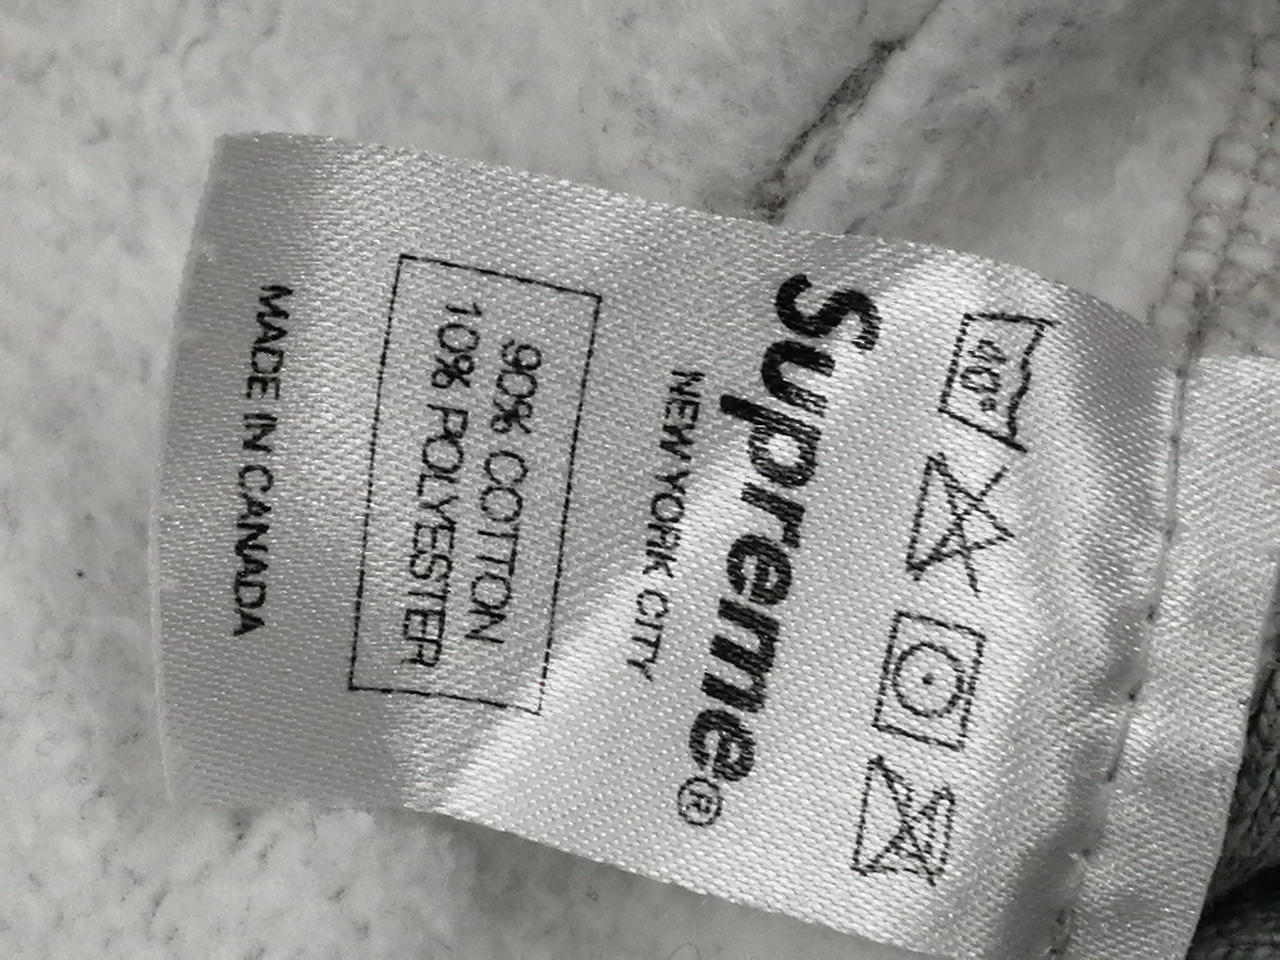 40°
Supreme®
NEW YORK CITY
90% COTTON
10% POLYESTER
MADE IN CANADA